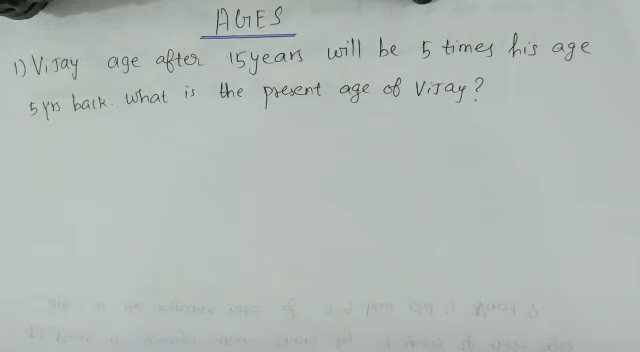 AGES
1) Vijay age after 15years will be 5 times his age
5 yrs back. What is the present age of Vijay?